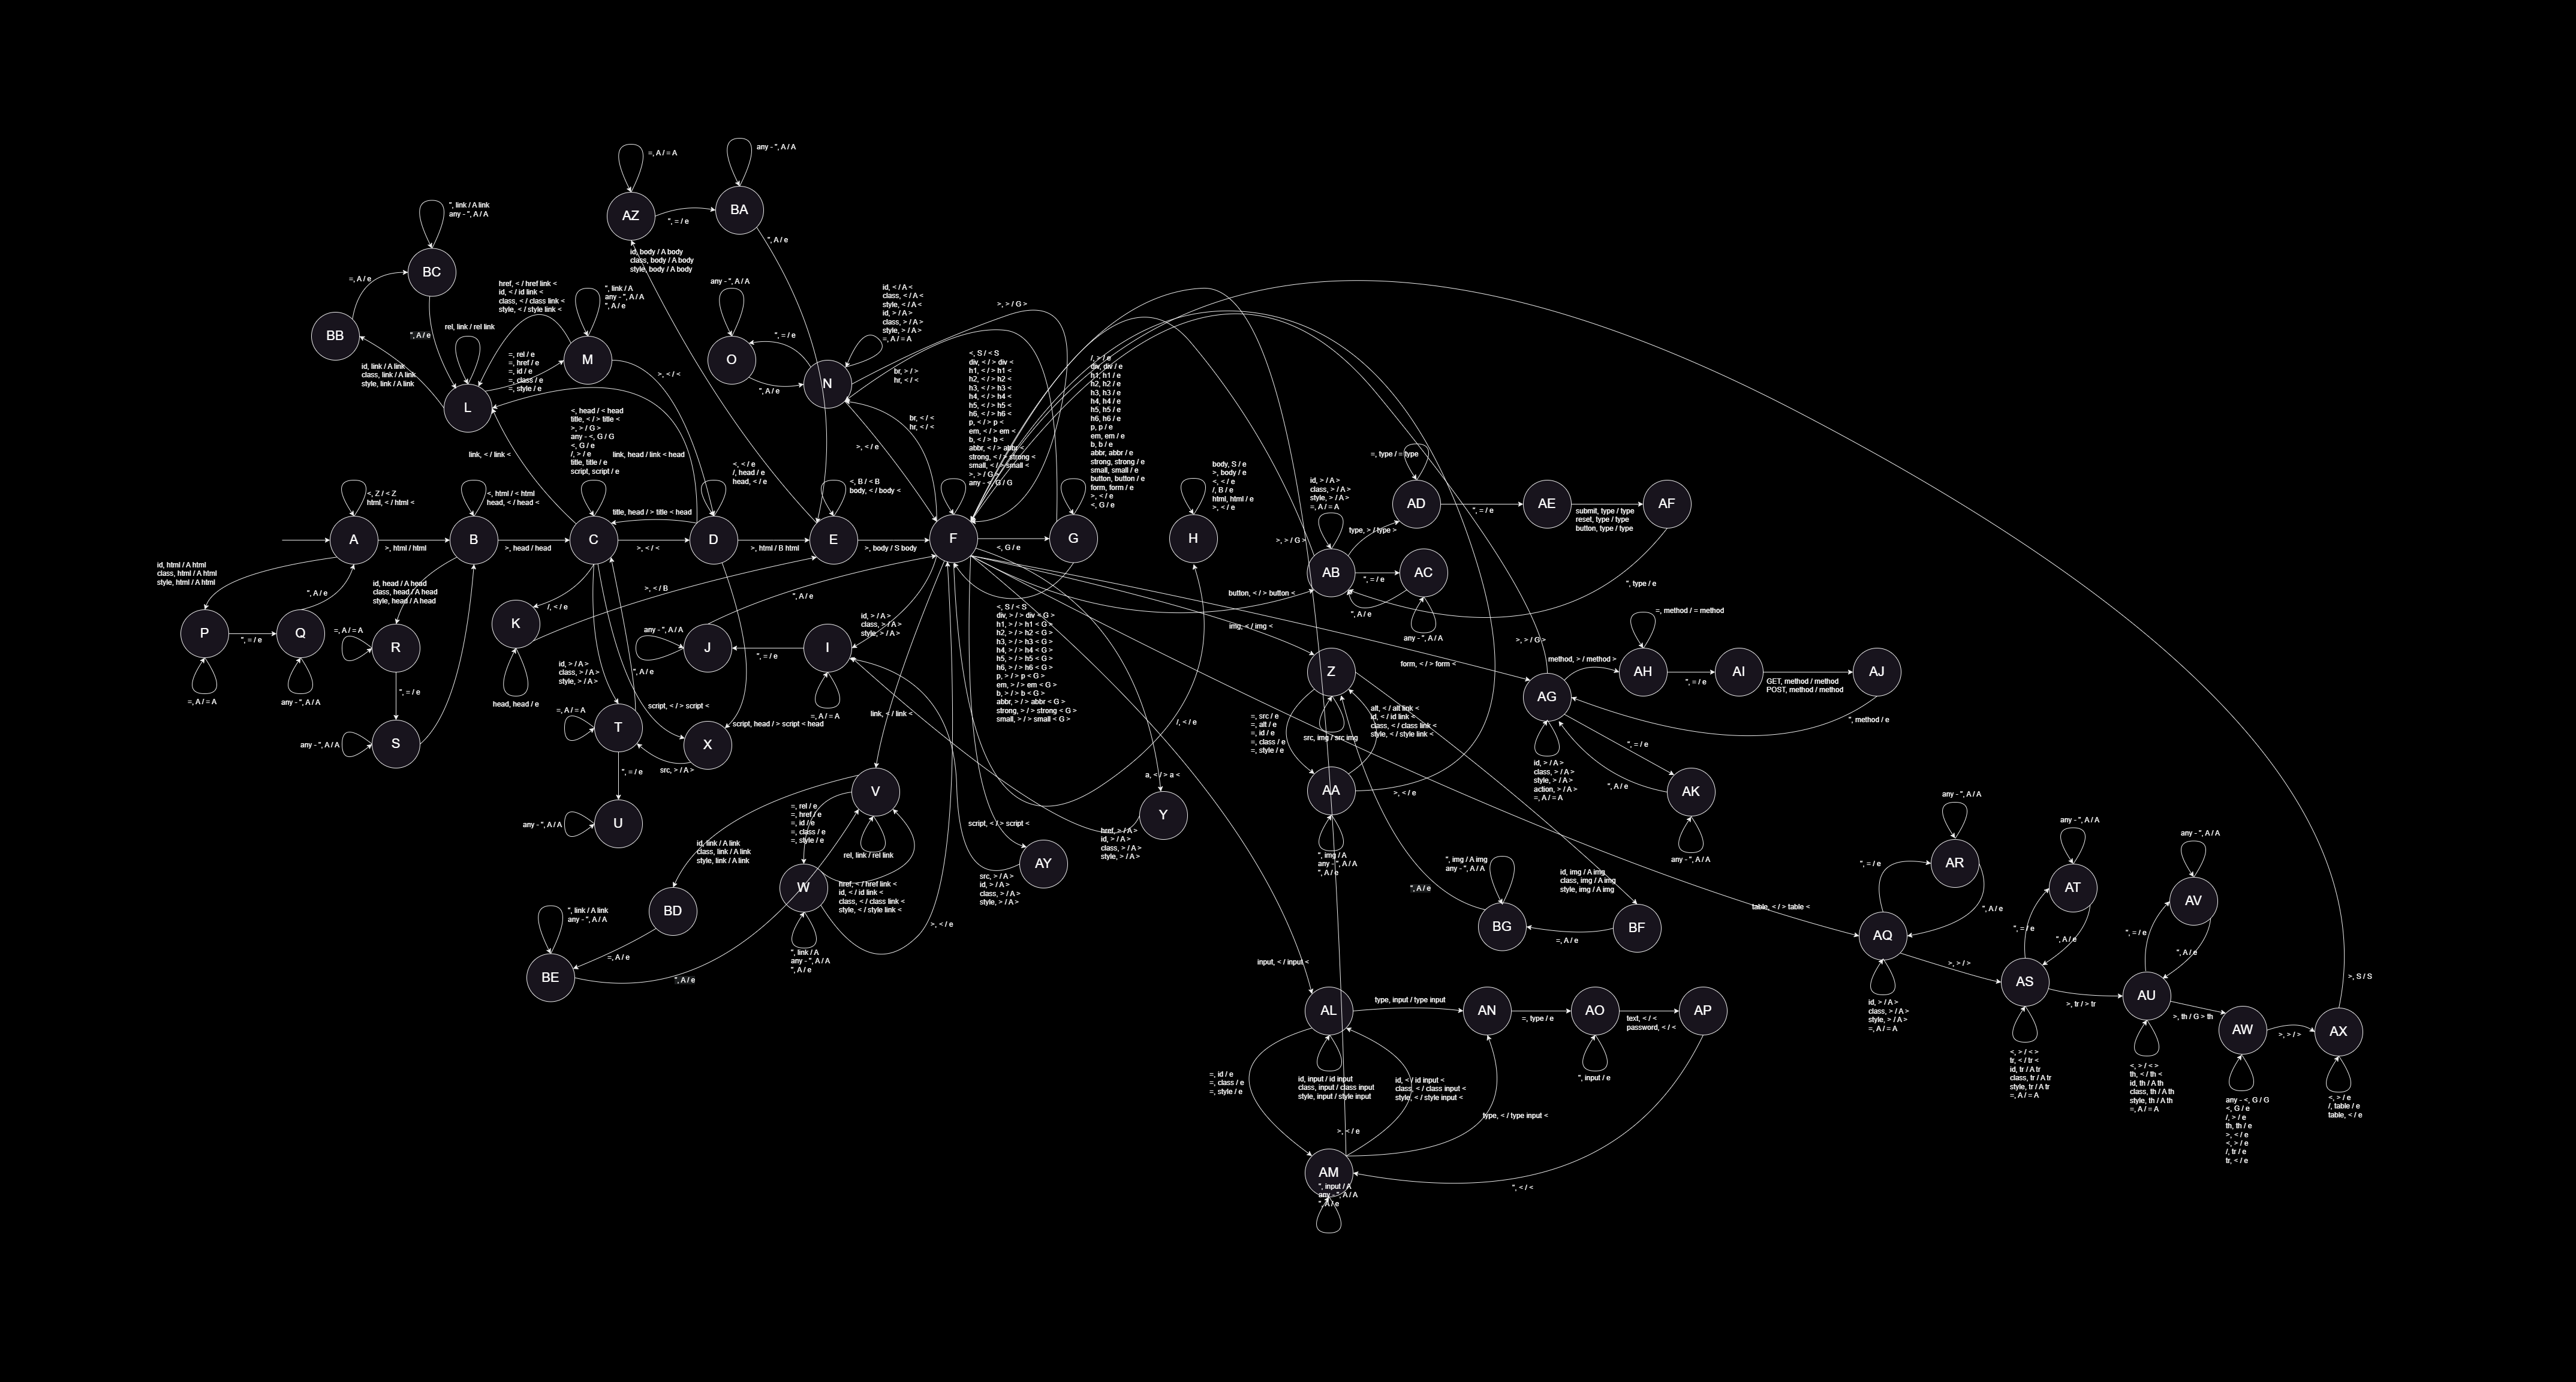 any - ", A / A
=, A / = A
AZ
BA
", = / e
", A / e
id, body / A body
class, body / A body
style, body / A body
", link / A link
any - ", A / A
BC
=, A / e
BB
", A / e
id, link / A link
class, link / A link
style, link / A link
rel, link / rel link
L
href, < / href link <
id, < / id link <
class, < / class link <
style, < / style link <
=, rel / e
=, href / e
=, id / e
=, class / e
=, style / e
", link / A
any - ", A / A
", A / e
M
>, < / <
link, < / link <
link, head / link < head
any - ", A / A
O
", = / e
", A / e
N
id, < / A <
class, < / A <
style, < / A <
id, > / A >
class, > / A >
style, > / A >
=, A / = A
>, > / G >
br, > / >
hr, < / <
br, < / <
hr, < / <
>, < / e
<, Z / < Z
html, < / html <
A
>, html / html
<, html / < html
head, < / head <
B
>, head / head
<, head / < head
title, < / > title <
>, > / G >
any - <, G / G
<, G / e
/, > / e
title, title / e
script, script / e
C
title, head / > title < head
>, < / <
<, < / e
/, head / e
head, < / e
D
>, html / B html
<, B / < B
body, < / body <
E
>, body / S body
<, S / < S
div, < / > div <
h1, < / > h1 <
h2, < / > h2 <
h3, < / > h3 <
h4, < / > h4 <
h5, < / > h5 <
h6, < / > h6 <
p, < / > p <
em, < / > em <
b, < / > b <
abbr, < / > abbr <
strong, < / > strong <
small, < / > small <
>, > / G >
any - <, G / G
F
<, G / e
/, > / e
div, div / e
h1, h1 / e
h2, h2 / e
h3, h3 / e
h4, h4 / e
h5, h5 / e
h6, h6 / e
p, p / e
em, em / e
b, b / e
abbr, abbr / e
strong, strong / e
small, small / e
button, button / e
form, form / e
>, < / e
<, G / e
G
<, S / < S
div, > / > div < G >
h1, > / > h1 < G >
h2, > / > h2 < G >
h3, > / > h3 < G >
h4, > / > h4 < G >
h5, > / > h5 < G >
h6, > / > h6 < G >
p, > / > p < G >
em, > / > em < G >
b, > / > b < G >
abbr, > / > abbr < G >
strong, > / > strong < G >
small, > / > small < G >
body, S / e
>, body / e
<, < / e
/, B / e
html, html / e
>, < / e
H
/, < / e
id, html / A html
class, html / A html
style, html / A html
P
=, A / = A
", = / e
Q
any - ", A / A
", A / e
id, head / A head
class, head / A head
style, head / A head
R
=, A / = A
", = / e
S
any - ", A / A
/, < / e
K
head, head / e
>, < / B
id, > / A >
class, > / A >
style, > / A >
", A / e
T
=, A / = A
", = / e
U
any - ", A / A
script, < / > script <
X
src, > / A >
script, head / > script < head
any - ", A / A
J
", A / e
", = / e
I
=, A / = A
id, > / A >
class, > / A >
style, > / A >
link, < / link <
V
rel, link / rel link
=, rel / e
=, href / e
=, id / e
=, class / e
=, style / e
W
", link / A
any - ", A / A
", A / e
href, < / href link <
id, < / id link <
class, < / class link <
style, < / style link <
>, < / e
id, link / A link
class, link / A link
style, link / A link
BD
=, A / e
", link / A link
any - ", A / A
BE
", A / e
script, < / > script <
AY
src, > / A >
id, > / A >
class, > / A >
style, > / A >
a, < / > a <
Y
href, > / A >
id, > / A >
class, > / A >
style, > / A >
id, > / A >
class, > / A >
style, > / A >
=, A / = A
>, > / G >
AB
button, < / > button <
type, > / type >
=, type / = type
AD
", = / e
AE
submit, type / type
reset, type / type
button, type / type
AF
", type / e
", = / e
AC
", A / e
any - ", A / A
img, < / img <
Z
src, img / src img
=, src / e
=, alt / e
=, id / e
=, class / e
=, style / e
alt, < / alt link <
id, < / id link <
class, < / class link <
style, < / style link <
AA
>, < / e
", img / A
any - ", A / A
", A / e
form, < / > form <
>, > / G >
AG
method, > / method >
=, method / = method
AH
", = / e
AI
GET, method / method
POST, method / method
AJ
", method / e
id, > / A >
class, > / A >
style, > / A >
action, > / A >
=, A / = A
", = / e
", A / e
AK
any - ", A / A
", img / A img
any - ", A / A
BG
", A / e
id, img / A img
class, img / A img
style, img / A img
BF
=, A / e
input, < / input <
AL
id, input / id input
class, input / class input
style, input / style input
type, input / type input
AN
=, type / e
AO
", input / e
text, < / <
password, < / <
AP
", < / <
=, id / e
=, class / e
=, style / e
id, < / id input <
class, < / class input <
style, < / style input <
type, < / type input <
>, < / e
AM
", input / A
any - ", A / A
", A / e
table, < / > table <
AQ
id, > / A >
class, > / A >
style, > / A >
=, A / = A
", = / e
any - ", A / A
AR
", A / e
>, > / >
AS
<, > / < >
tr, < / tr <
id, tr / A tr
class, tr / A tr
style, tr / A tr
=, A / = A
", = / e
any - ", A / A
AT
", A / e
>, tr / > tr
AU
<, > / < >
th, < / th <
id, th / A th
class, th / A th
style, th / A th
=, A / = A
", = / e
any - ", A / A
AV
", A / e
>, th / G > th
AW
any - <, G / G
<, G / e
/, > / e
th, th / e
>, < / e
<, > / e
/, tr / e
tr, < / e
>, > / >
AX
<, > / e
/, table / e
table, < / e
>, S / S